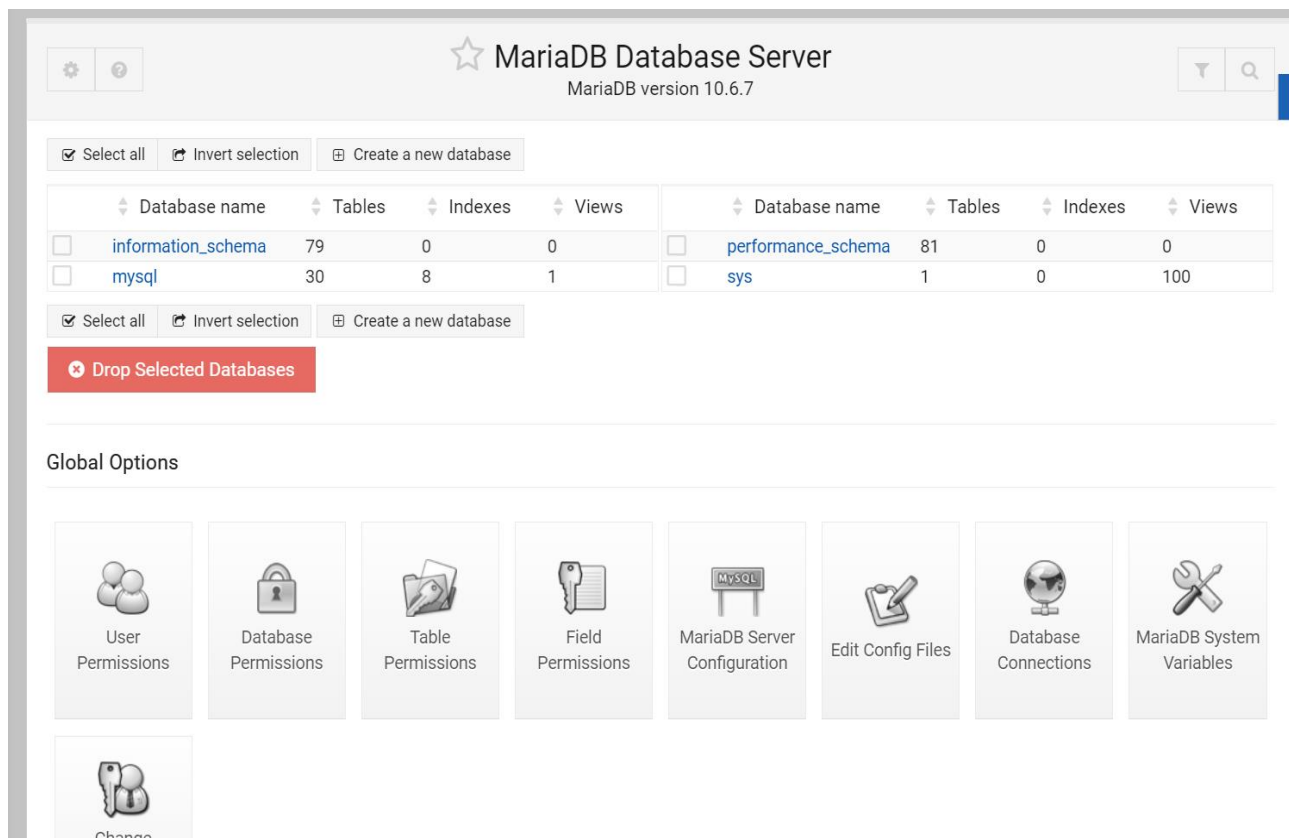 MariaDB Database Server
MariaDB version 10.6.7
Select all Invert selection Create a new database
Database name Tables Indexes Views Database name Tables Indexes Views
information_schema 79 0 0 performance_schema 81 0 0
mysql 30 8 1 sys 1 0 100
Select all Invert selection Create a new database
Drop Selected Databases
Global Options
MySQL
User Permissions
Database Permissions
Table Permissions
Field Permissions
MariaDB Server Configuration
Edit Config Files
Database Connections
MariaDB System Variables
Change